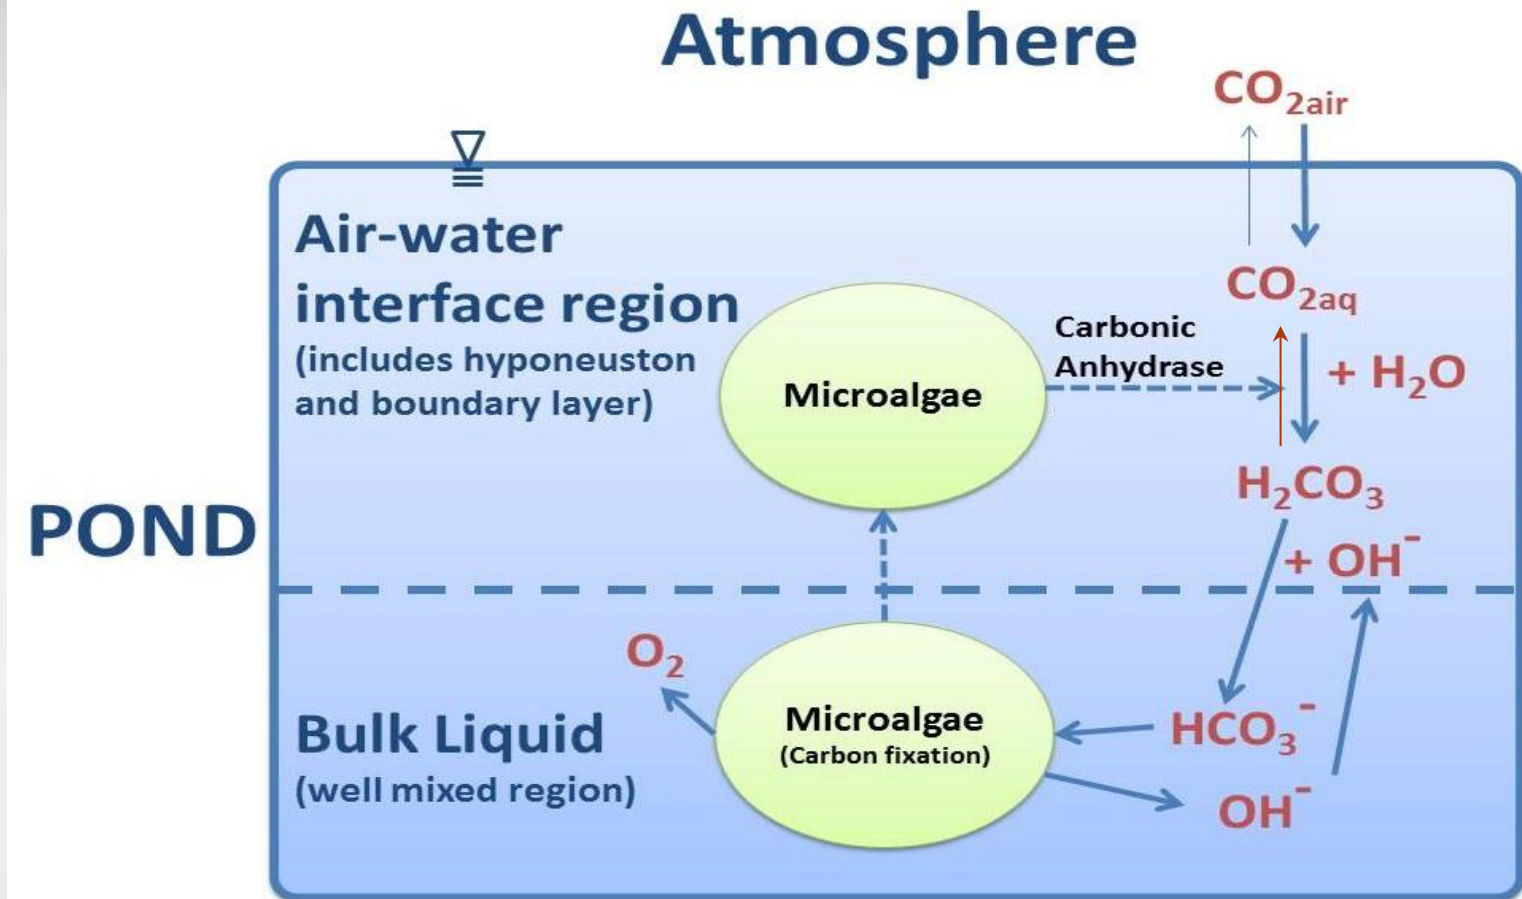 Atmosphere
CO₂air
Air-water
interface region
(includes hyponeuston
and boundary layer)
CO₂aq
Carbonic
Anhydrase
+ H₂O
Microalgae
H₂CO₃
+ OH⁻
POND
O₂
Bulk Liquid
(well mixed region)
Microalgae
(Carbon fixation)
HCO₃⁻
OH⁻